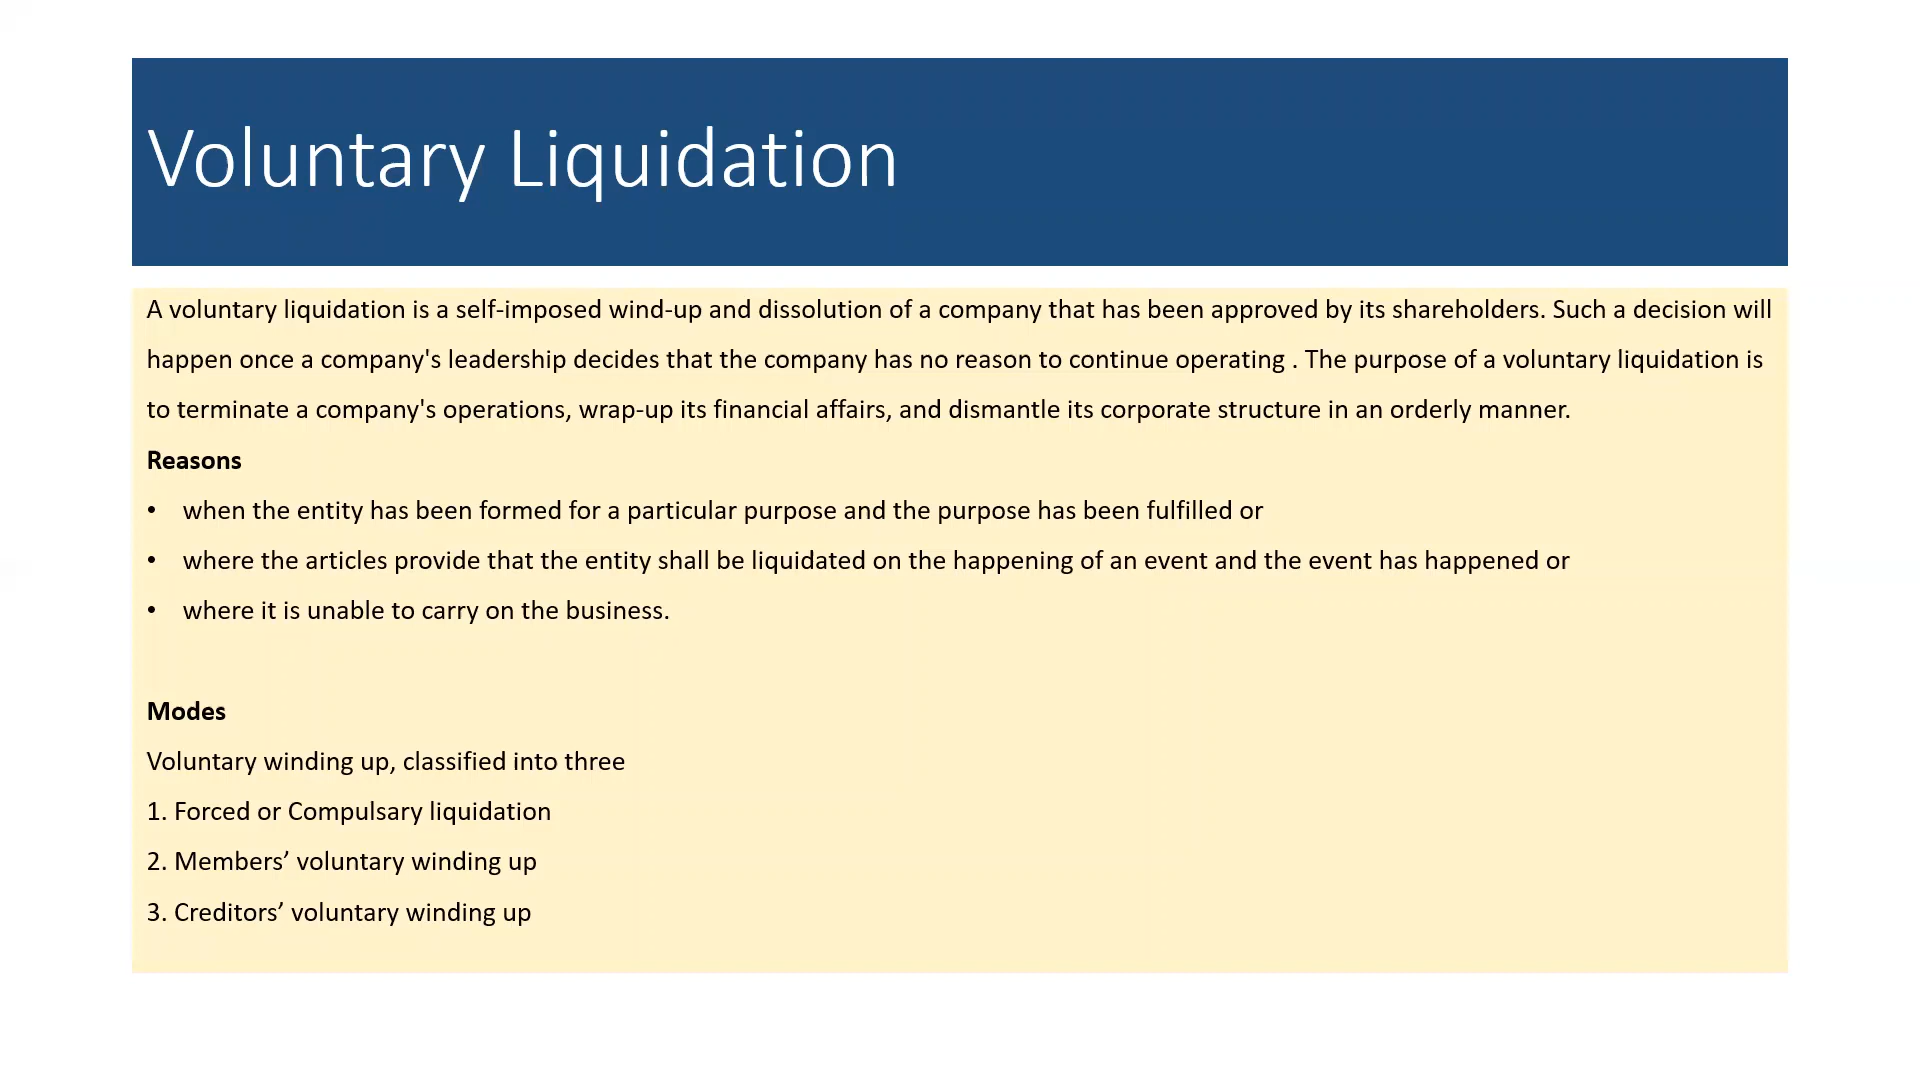 Voluntary Liquidation
A voluntary liquidation is a self-imposed wind-up and dissolution of a company that has been approved by its shareholders. Such a decision will
happen once a company's leadership decides that the company has no reason to continue operating . The purpose of a voluntary liquidation is
to terminate a company's operations, wrap-up its financial affairs, and dismantle its corporate structure in an orderly manner.
Reasons
• when the entity has been formed for a particular purpose and the purpose has been fulfilled or
• where the articles provide that the entity shall be liquidated on the happening of an event and the event has happened or
• where it is unable to carry on the business.
Modes
Voluntary winding up, classified into three
1. Forced or Compulsary liquidation
2. Members’ voluntary winding up
3. Creditors’ voluntary winding up